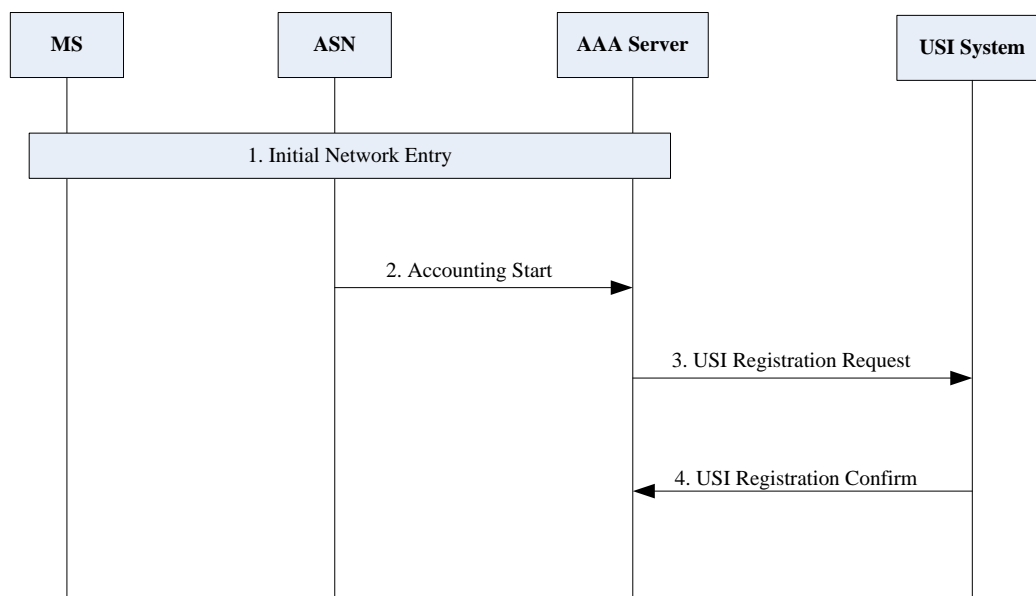 MS
ASN
AAA Server
USI System
1. Initial Network Entry
2. Accounting Start
3. USI Registration Request
4. USI Registration Confirm